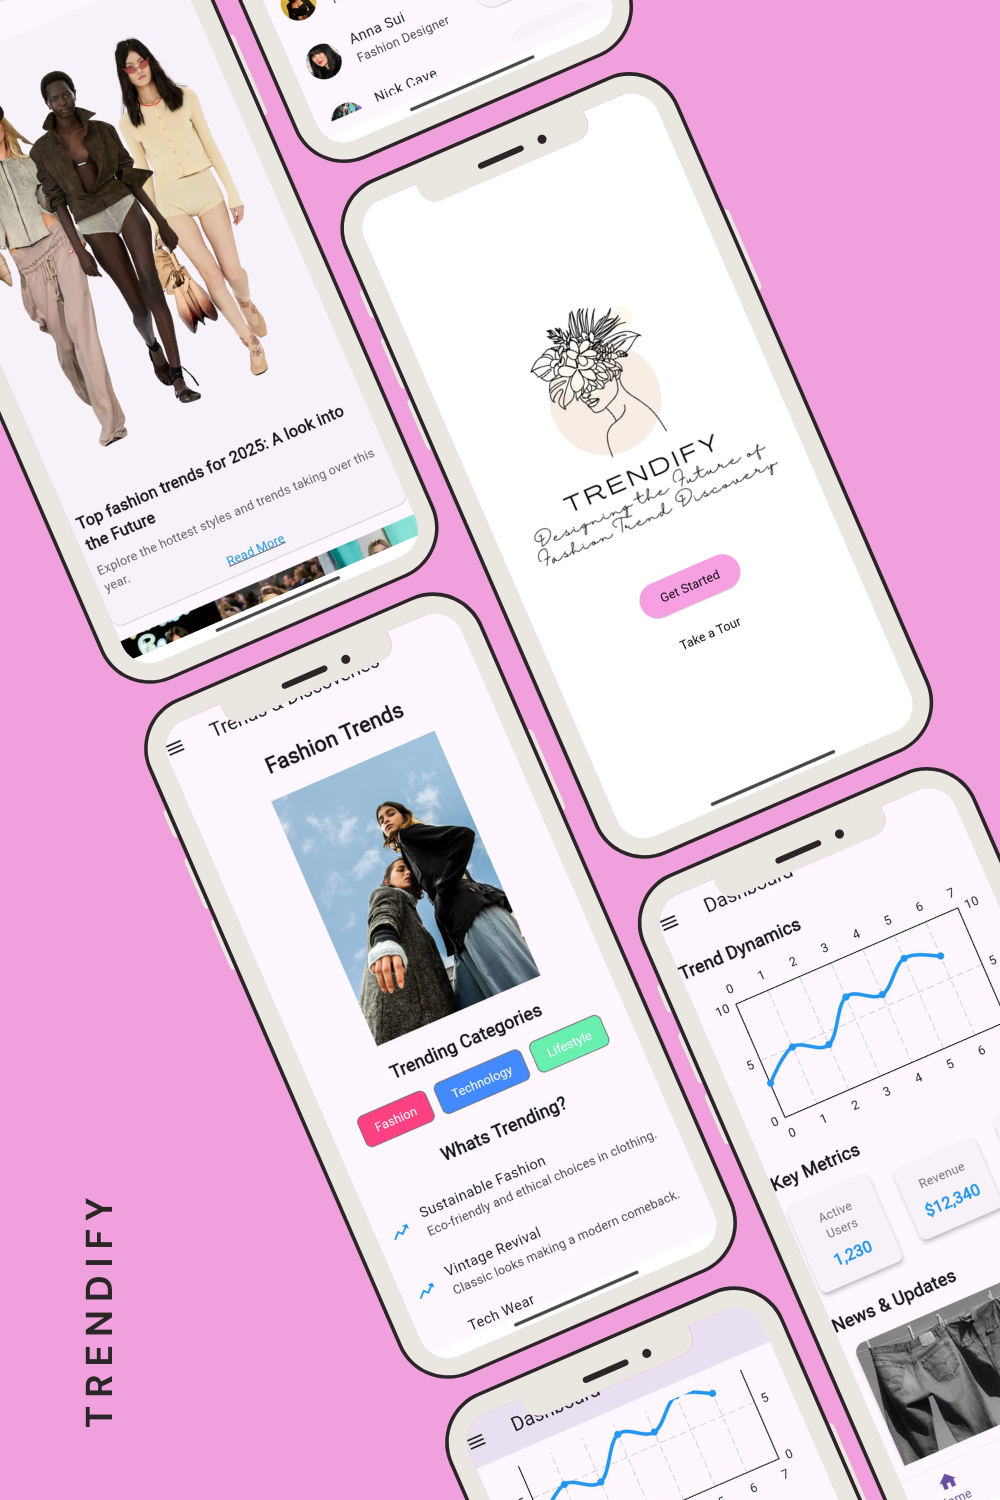 Anna Sui
Fashion Designer
Nick Cave
Top fashion trends for 2025: A look into
the Future
Explore the hottest styles and trends taking over this
year.
Read More
TRENDIFY
Designing the Future of
Fashion Trend Discovery
Get Started
Take a Tour
Trends & Discoveries
Fashion Trends
Trending Categories
Fashion
Technology
Lifestyle
Whats Trending?
Sustainable Fashion
Eco-friendly and ethical choices in clothing.
Vintage Revival
Classic looks making a modern comeback.
Tech Wear
Dashboard
Trend Dynamics
0 1 2 3 4 5 6 7
10 10
5 5
0
0 1 2 3 4 5 6
Key Metrics
Active
Users
1,230
Revenue
$12,340
News & Updates
Home
Dashboard
5
0
6 7
TRENDIFY